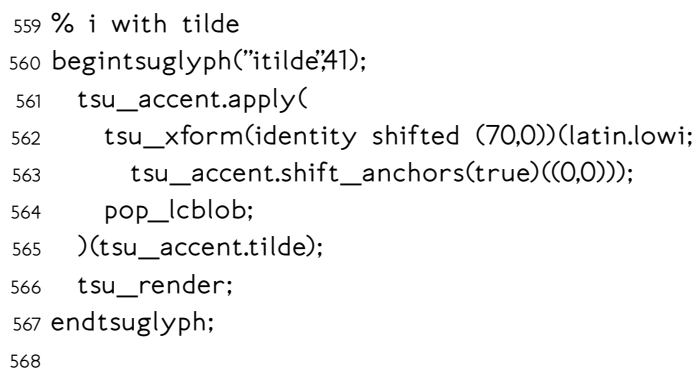 559 % i with tilde
560 begintsuglyph("itilde",41);
561 tsu_accent.apply(
562 tsu_xform(identity shifted (70,0))(latin.lowi;
563 tsu_accent.shift_anchors(true)((0,0)));
564 pop_lcblob;
565 )(tsu_accent.tilde);
566 tsu_render;
567 endtsuglyph;
568